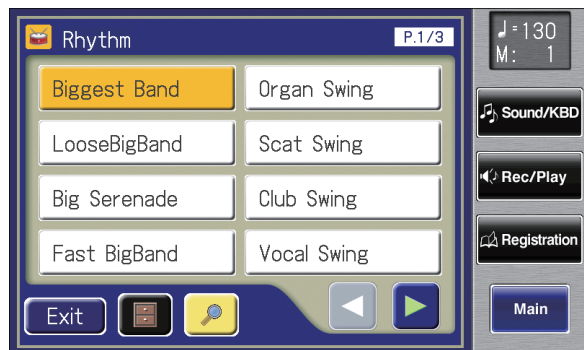 Rhythm
P.1/3
Biggest Band
Organ Swing
LooseBigBand
Scat Swing
Big Serenade
Club Swing
Fast BigBand
Vocal Swing
Exit
♩=130
M: 1
Sound/KBD
Rec/Play
Registration
Main